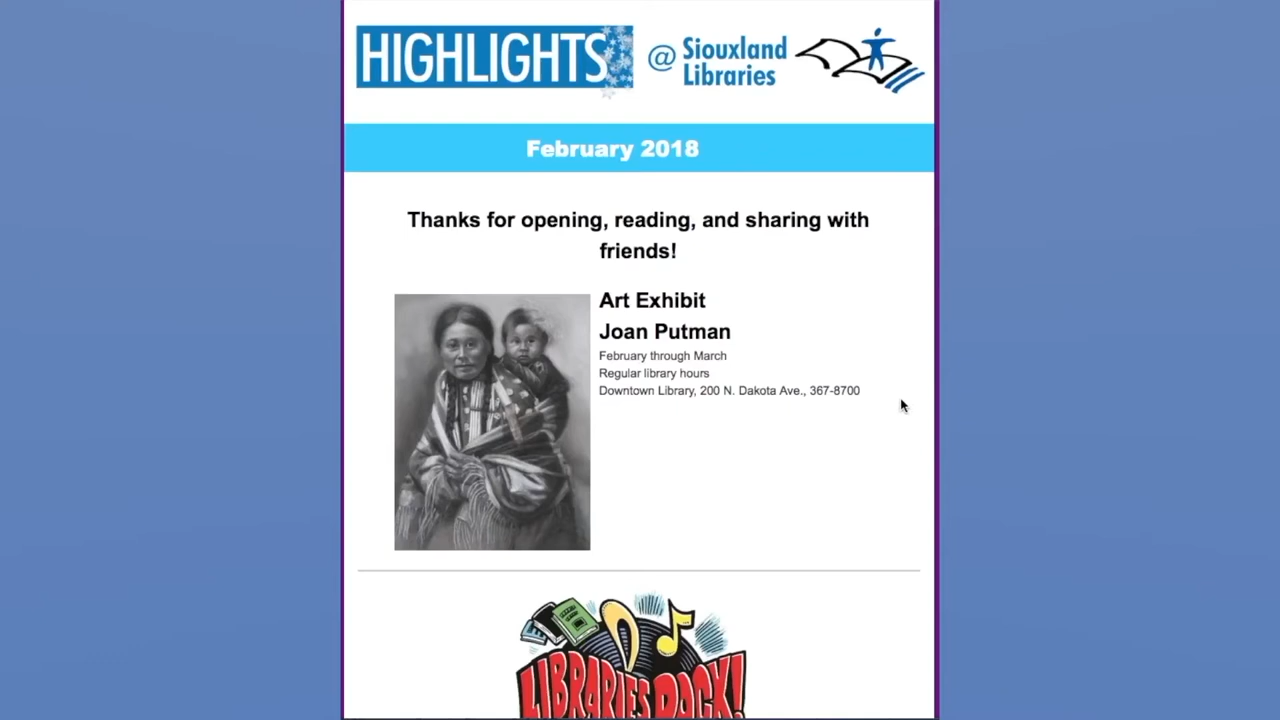 HIGHLIGHTS @ Siouxland
Libraries
February 2018
Thanks for opening, reading, and sharing with
friends!
Art Exhibit
Joan Putman
February through March
Regular library hours
Downtown Library, 200 N. Dakota Ave., 367-8700
LIBRARIES ROCK!